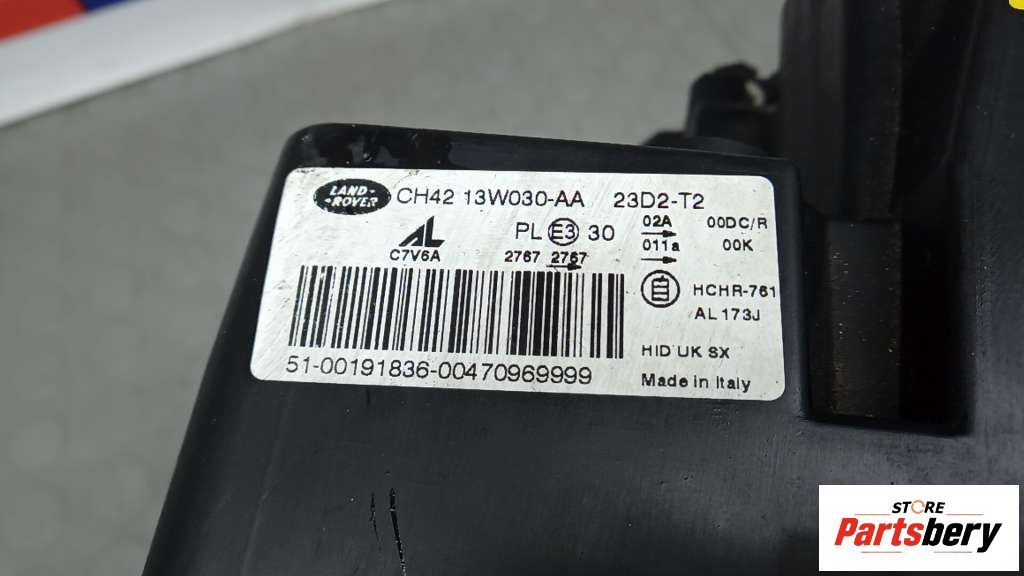 LAND-
-ROVER
CH42 13W030-AA 23D2-T2
AL
C7V6A
PL E3 30
02A
00DC/R
011a
00K
2767 2767
HCHR-761
AL 173J
HID UK SX
51-00191836-00470969999
Made in Italy
STORE
Partsbery